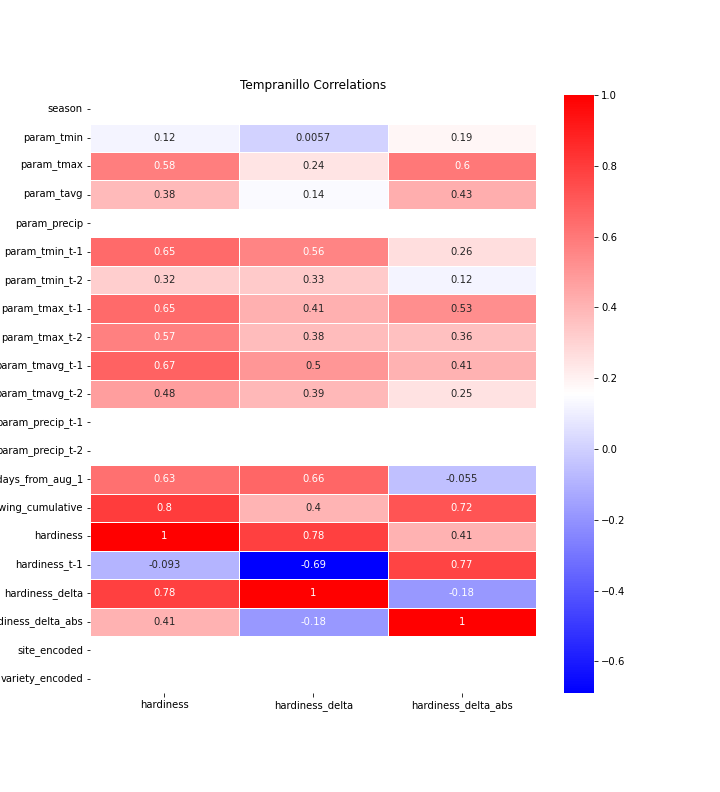 Tempranillo Correlations
season
param_tmin 0.12 0.0057 0.19
param_tmax 0.58 0.24 0.6
param_tavg 0.38 0.14 0.43
param_precip
param_tmin_t-1 0.65 0.56 0.26
param_tmin_t-2 0.32 0.33 0.12
param_tmax_t-1 0.65 0.41 0.53
param_tmax_t-2 0.57 0.38 0.36
param_tmavg_t-1 0.67 0.5 0.41
param_tmavg_t-2 0.48 0.39 0.25
param_precip_t-1
param_precip_t-2
days_from_aug_1 0.63 0.66 -0.055
wing_cumulative 0.8 0.4 0.72
hardiness 1 0.78 0.41
hardiness_t-1 -0.093 -0.69 0.77
hardiness_delta 0.78 1 -0.18
diness_delta_abs 0.41 -0.18 1
site_encoded
variety_encoded
hardiness hardiness_delta hardiness_delta_abs
1.0
0.8
0.6
0.4
0.2
0.0
−0.2
−0.4
−0.6